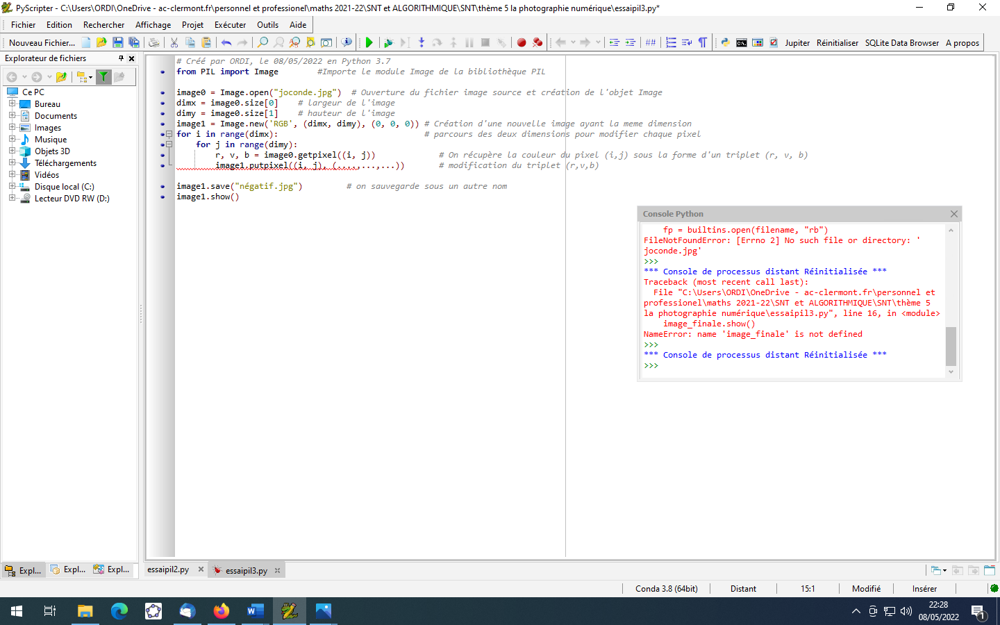 PyScripter - C:\Users\ORDI\OneDrive - ac-clermont.fr\personnel et professionel\maths 2021-22\SNT et ALGORITHMIQUE\SNT\thème 5 la photographie numérique\essaipil3.py*
Fichier Edition Rechercher Affichage Projet Exécuter Outils Aide
Nouveau Fichier... ## Jupiter Réinitialiser SQLite Data Browser A propos
Explorateur de fichiers
Ce PC
Bureau
Documents
Images
Musique
Objets 3D
Téléchargements
Vidéos
Disque local (C:)
Lecteur DVD RW (D:)
Expl... Expl... Expl...
# Créé par ORDI, le 08/05/2022 en Python 3.7
from PIL import Image #Importe le module Image de la bibliothèque PIL
image0 = Image.open("joconde.jpg") # Ouverture du fichier image source et création de l'objet Image
dimx = image0.size[0] # largeur de l'image
dimy = image0.size[1] # hauteur de l'image
image1 = Image.new('RGB', (dimx, dimy), (0, 0, 0)) # Création d'une nouvelle image ayant la meme dimension
for i in range(dimx): # parcours des deux dimensions pour modifier chaque pixel
for j in range(dimy):
r, v, b = image0.getpixel((i, j)) # On récupère la couleur du pixel (i,j) sous la forme d'un triplet (r, v, b)
image1.putpixel((i, j), (....,...,...)) # modification du triplet (r,v,b)
image1.save("négatif.jpg") # on sauvegarde sous un autre nom
image1.show()
Console Python
fp = builtins.open(filename, "rb")
FileNotFoundError: [Errno 2] No such file or directory: '
joconde.jpg'
>>>
*** Console de processus distant Réinitialisée ***
Traceback (most recent call last):
File "C:\Users\ORDI\OneDrive - ac-clermont.fr\personnel et
professionel\maths 2021-22\SNT et ALGORITHMIQUE\SNT\thème 5
la photographie numérique\essaipil3.py", line 16, in <module>
image_finale.show()
NameError: name 'image_finale' is not defined
>>>
*** Console de processus distant Réinitialisée ***
>>>
essaipil2.py essaipil3.py
Conda 3.8 (64bit) Distant 15:1 Modifié Insérer
22:28
08/05/2022
1